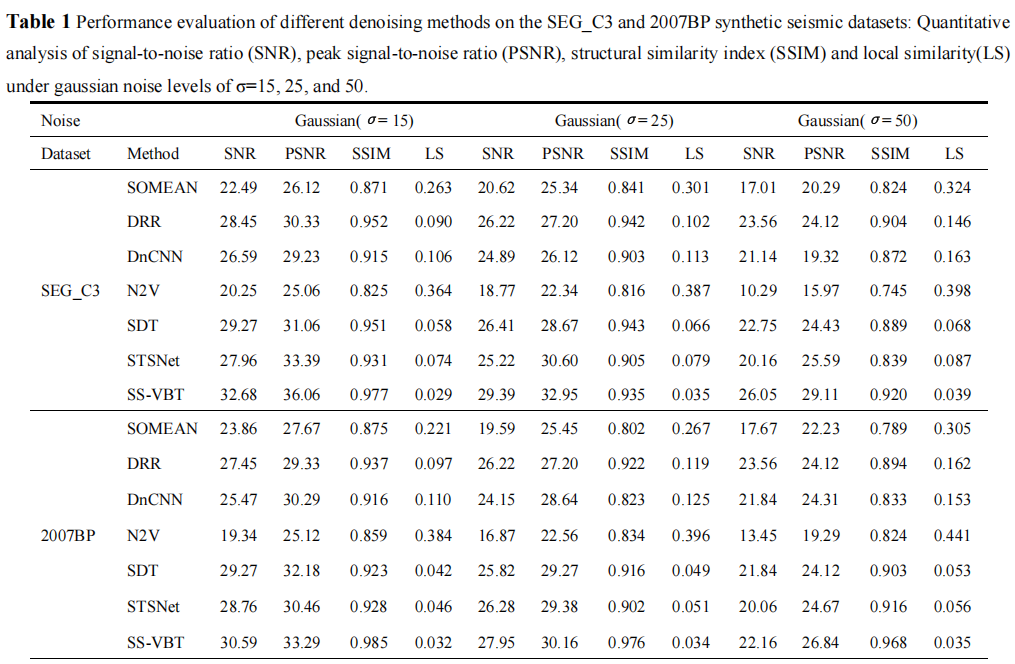 Table 1 Performance evaluation of different denoising methods on the SEG_C3 and 2007BP synthetic seismic datasets: Quantitative
analysis of signal-to-noise ratio (SNR), peak signal-to-noise ratio (PSNR), structural similarity index (SSIM) and local similarity(LS)
under gaussian noise levels of σ=15, 25, and 50.
Noise Gaussian( σ= 15) Gaussian( σ=25) Gaussian( σ= 50)
Dataset Method SNR PSNR SSIM LS SNR PSNR SSIM LS SNR PSNR SSIM LS
SOMEAN 22.49 26.12 0.871 0.263 20.62 25.34 0.841 0.301 17.01 20.29 0.824 0.324
DRR 28.45 30.33 0.952 0.090 26.22 27.20 0.942 0.102 23.56 24.12 0.904 0.146
DnCNN 26.59 29.23 0.915 0.106 24.89 26.12 0.903 0.113 21.14 19.32 0.872 0.163
SEG_C3 N2V 20.25 25.06 0.825 0.364 18.77 22.34 0.816 0.387 10.29 15.97 0.745 0.398
SDT 29.27 31.06 0.951 0.058 26.41 28.67 0.943 0.066 22.75 24.43 0.889 0.068
STSNet 27.96 33.39 0.931 0.074 25.22 30.60 0.905 0.079 20.16 25.59 0.839 0.087
SS-VBT 32.68 36.06 0.977 0.029 29.39 32.95 0.935 0.035 26.05 29.11 0.920 0.039
SOMEAN 23.86 27.67 0.875 0.221 19.59 25.45 0.802 0.267 17.67 22.23 0.789 0.305
DRR 27.45 29.33 0.937 0.097 26.22 27.20 0.922 0.119 23.56 24.12 0.894 0.162
DnCNN 25.47 30.29 0.916 0.110 24.15 28.64 0.823 0.125 21.84 24.31 0.833 0.153
2007BP N2V 19.34 25.12 0.859 0.384 16.87 22.56 0.834 0.396 13.45 19.29 0.824 0.441
SDT 29.27 32.18 0.923 0.042 25.82 29.27 0.916 0.049 21.84 24.12 0.903 0.053
STSNet 28.76 30.46 0.928 0.046 26.28 29.38 0.902 0.051 20.06 24.67 0.916 0.056
SS-VBT 30.59 33.29 0.985 0.032 27.95 30.16 0.976 0.034 22.16 26.84 0.968 0.035